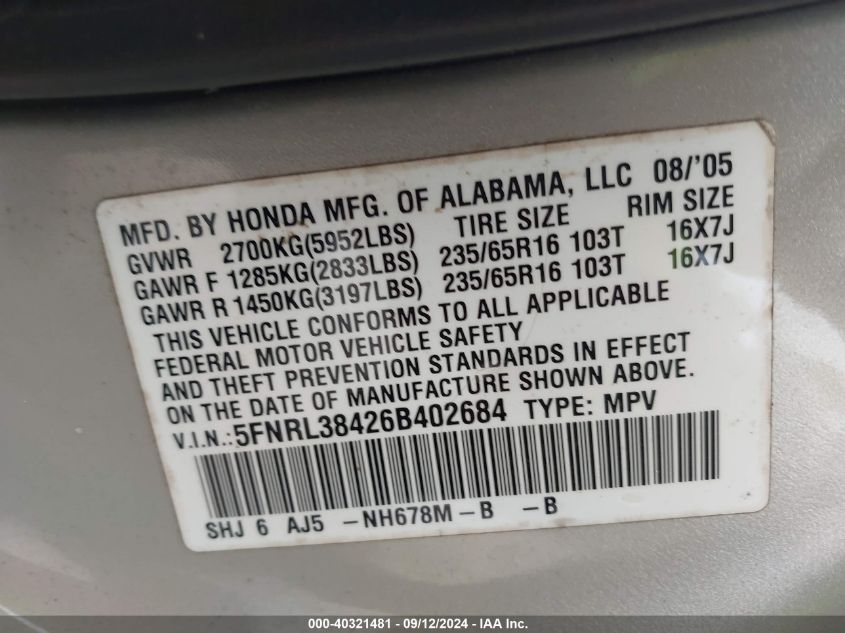 MFD. BY HONDA MFG. OF ALABAMA, LLC 08/'05
GVWR 2700KG(5952LBS) TIRE SIZE RIM SIZE
GAWR F 1285KG(2833LBS) 235/65R16 103T 16X7J
GAWR R 1450KG(3197LBS) 235/65R16 103T 16X7J
THIS VEHICLE CONFORMS TO ALL APPLICABLE
FEDERAL MOTOR VEHICLE SAFETY
AND THEFT PREVENTION STANDARDS IN EFFECT
ON THE DATE OF MANUFACTURE SHOWN ABOVE.
V.I.N.:5FNRL38426B402684 TYPE: MPV
SHJ 6 AJ5 -NH678M-B -B
000-40321481 - 09/12/2024 - IAA Inc.